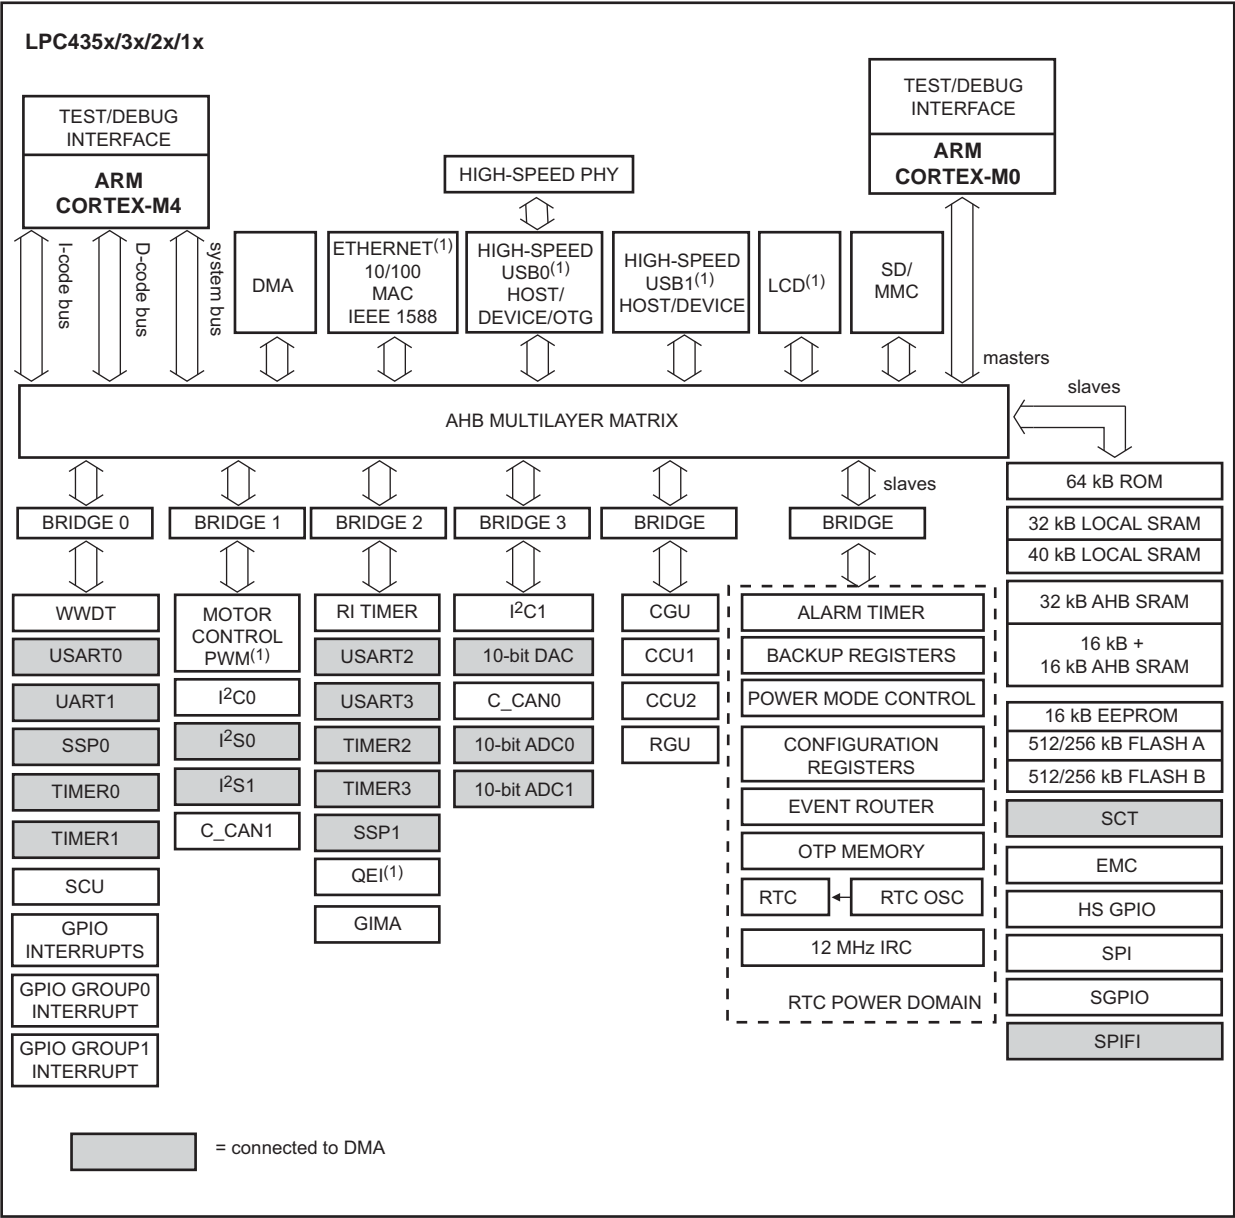 LPC435x/3x/2x/1x
TEST/DEBUG
INTERFACE
ARM
CORTEX-M4
TEST/DEBUG
INTERFACE
ARM
CORTEX-M0
HIGH-SPEED PHY
I-code bus
D-code bus
system bus
DMA
ETHERNET(1)
10/100
MAC
IEEE 1588
HIGH-SPEED
USB0(1)
HOST/
DEVICE/OTG
HIGH-SPEED
USB1(1)
HOST/DEVICE
LCD(1)
SD/
MMC
masters
slaves
AHB MULTILAYER MATRIX
slaves
BRIDGE 0
BRIDGE 1
BRIDGE 2
BRIDGE 3
BRIDGE
BRIDGE
WWDT
USART0
UART1
SSP0
TIMER0
TIMER1
SCU
GPIO
INTERRUPTS
GPIO GROUP0
INTERRUPT
GPIO GROUP1
INTERRUPT
MOTOR
CONTROL
PWM(1)
I2C0
I2S0
I2S1
C_CAN1
RI TIMER
USART2
USART3
TIMER2
TIMER3
SSP1
QEI(1)
GIMA
I2C1
10-bit DAC
C_CAN0
10-bit ADC0
10-bit ADC1
CGU
CCU1
CCU2
RGU
ALARM TIMER
BACKUP REGISTERS
POWER MODE CONTROL
CONFIGURATION
REGISTERS
EVENT ROUTER
OTP MEMORY
RTC
RTC OSC
12 MHz IRC
RTC POWER DOMAIN
64 kB ROM
32 kB LOCAL SRAM
40 kB LOCAL SRAM
32 kB AHB SRAM
16 kB +
16 kB AHB SRAM
16 kB EEPROM
512/256 kB FLASH A
512/256 kB FLASH B
SCT
EMC
HS GPIO
SPI
SGPIO
SPIFI
= connected to DMA